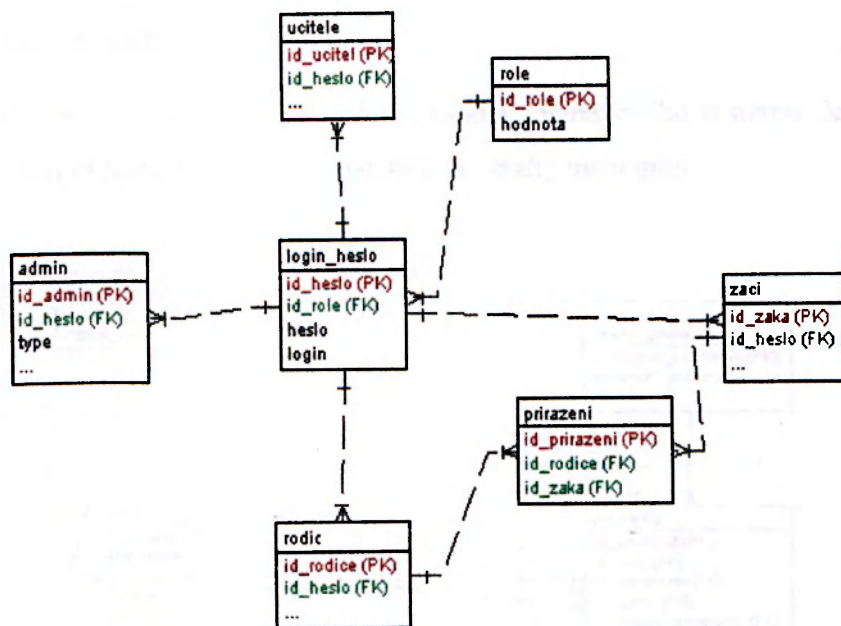 ucitele
id_ucitel (PK)
id_heslo (FK)
...
role
id_role (PK)
hodnota
admin
id_admin (PK)
id_heslo (FK)
type
...
login_heslo
id_heslo (PK)
id_role (FK)
heslo
login
zaci
id_zaka (PK)
id_heslo (FK)
...
prirazeni
id_prirazeni (PK)
id_rodice (FK)
id_zaka (FK)
rodic
id_rodice (PK)
id_heslo (FK)
...